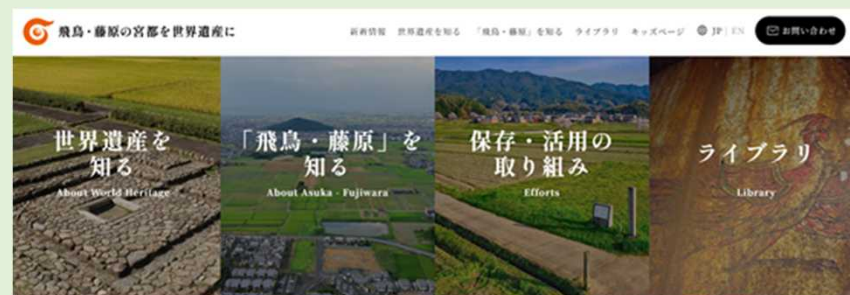 飛鳥・藤原の宮都を世界遺産に
新着情報 世界遺産を知る 「飛鳥・藤原」を知る ライブラリ キッズページ JP | EN お問い合わせ
世界遺産を
知る
About World Heritage
「飛鳥・藤原」を
知る
About Asuka - Fujiwara
保存・活用の
取り組み
Efforts
ライブラリ
Library